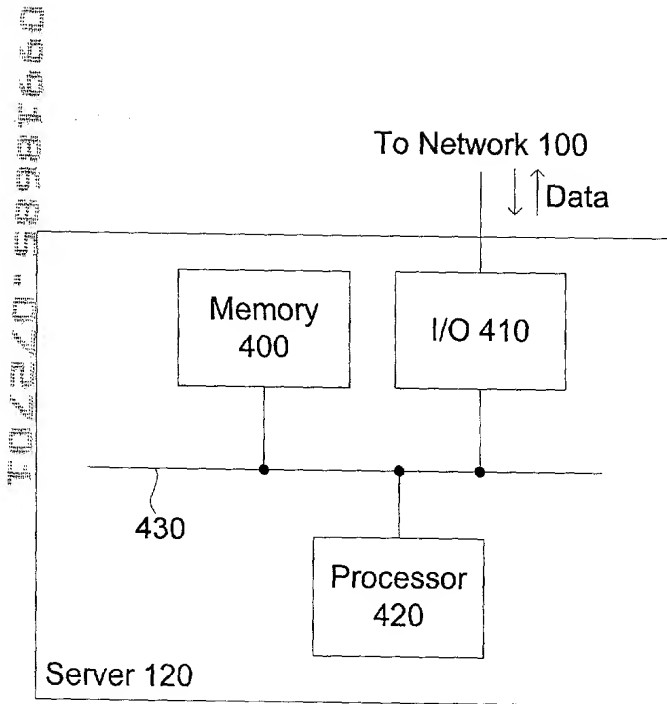 To Network 100
Data
Memory
400
I/O 410
430
Processor
420
Server 120